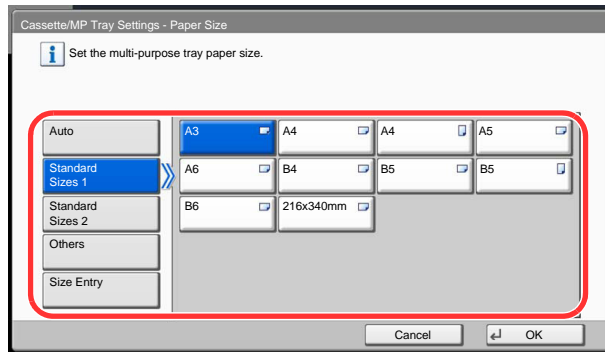 Cassette/MP Tray Settings - Paper Size
Set the multi-purpose tray paper size.
Auto
A3
A4
A4
A5
Standard
Sizes 1
A6
B4
B5
B5
Standard
Sizes 2
B6
216x340mm
Others
Size Entry
Cancel
OK